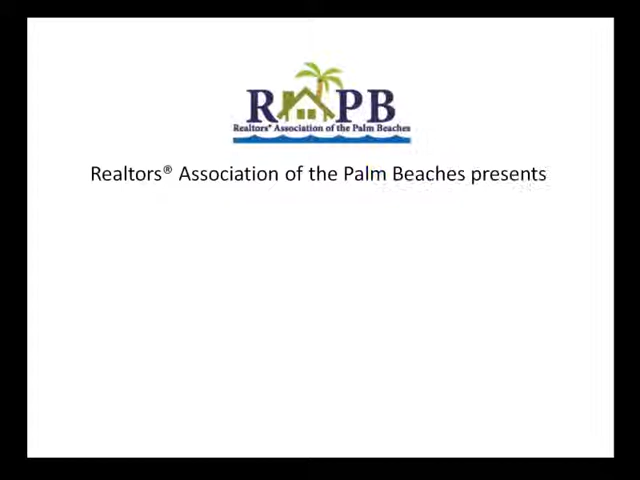 RAPB
Realtors® Association of the Palm Beaches
Realtors® Association of the Palm Beaches presents